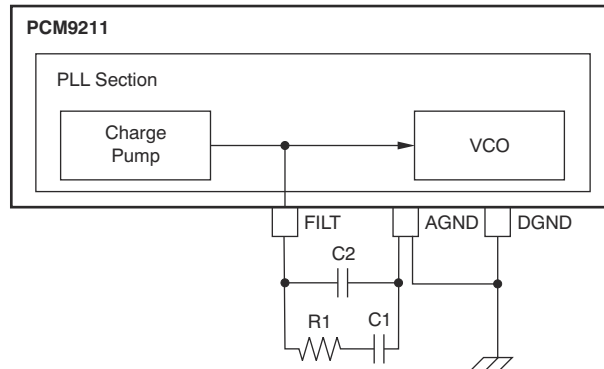 PCM9211
PLL Section
Charge
Pump
VCO
FILT
AGND
DGND
C2
R1
C1